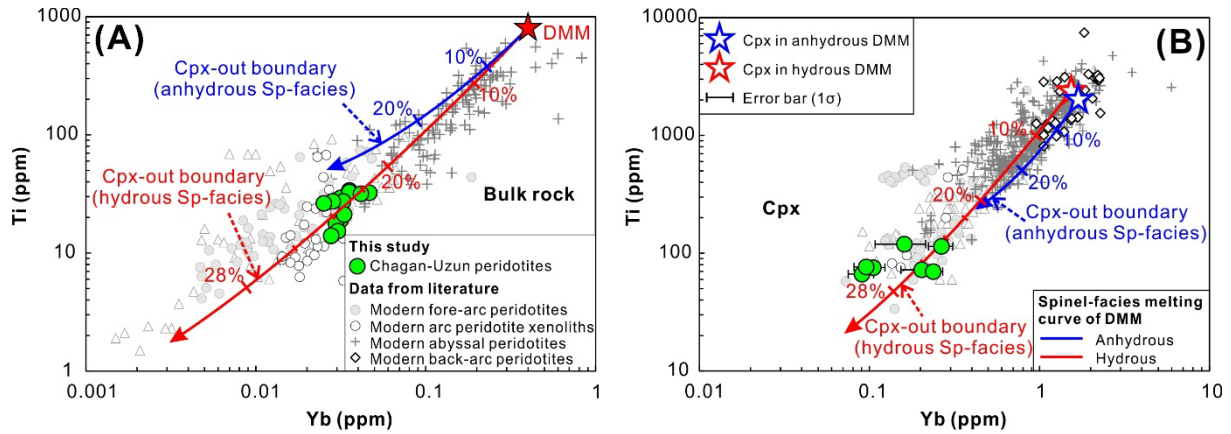 (A)
DMM
10%
10%
20%
20%
28%
Cpx-out boundary
(anhydrous Sp-facies)
Cpx-out boundary
(hydrous Sp-facies)
Bulk rock
This study
Chagan-Uzun peridotites
Data from literature
Modern fore-arc peridotites
Modern arc peridotite xenoliths
Modern abyssal peridotites
Modern back-arc peridotites
Ti (ppm)
1000
100
10
1
0.001
0.01
0.1
1
Yb (ppm)
(B)
Cpx in anhydrous DMM
Cpx in hydrous DMM
Error bar (1σ)
10%
10%
20%
20%
28%
Cpx
Cpx-out boundary
(anhydrous Sp-facies)
Cpx-out boundary
(hydrous Sp-facies)
Spinel-facies melting
curve of DMM
Anhydrous
Hydrous
Ti (ppm)
10000
1000
100
10
0.01
0.1
1
10
Yb (ppm)